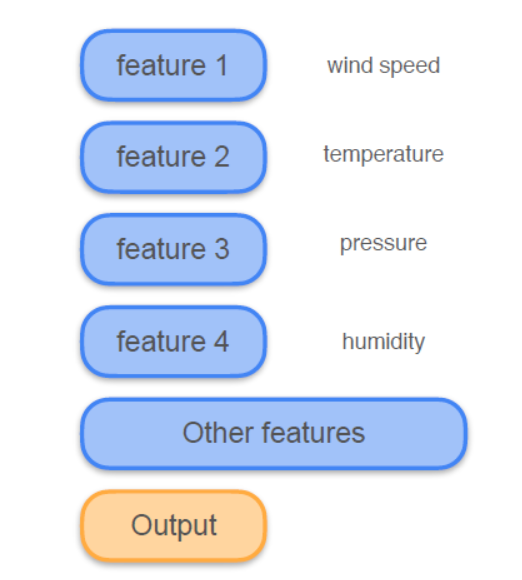 feature 1 wind speed
feature 2 temperature
feature 3 pressure
feature 4 humidity
Other features
Output